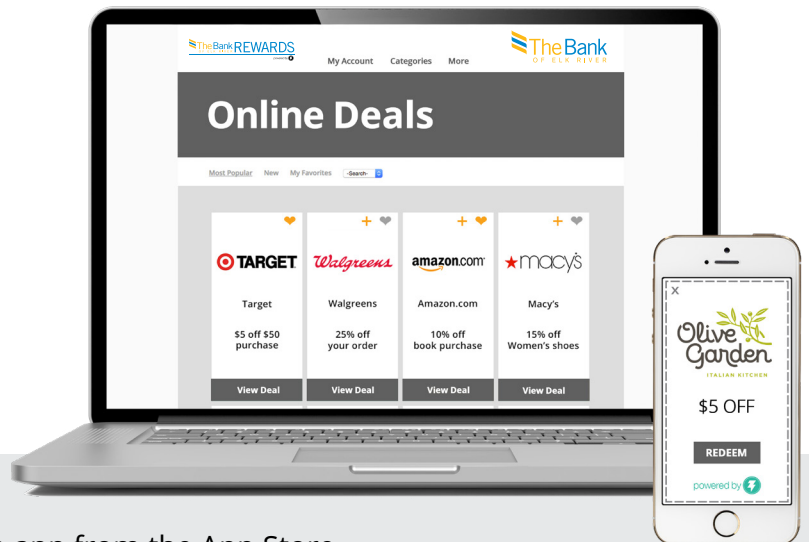 The Bank REWARDS
The Bank
OF ELK RIVER
My Account Categories More
Online Deals
Most Popular New My Favorites -Search-
TARGET Walgreens amazon.com macy's
Target Walgreens Amazon.com Macy's
$5 off $50 25% off 10% off 15% off
purchase your order book purchase Women's shoes
View Deal View Deal View Deal View Deal
X
Olive
Garden
ITALIAN KITCHEN
$5 OFF
REDEEM
powered by
app from the App Store